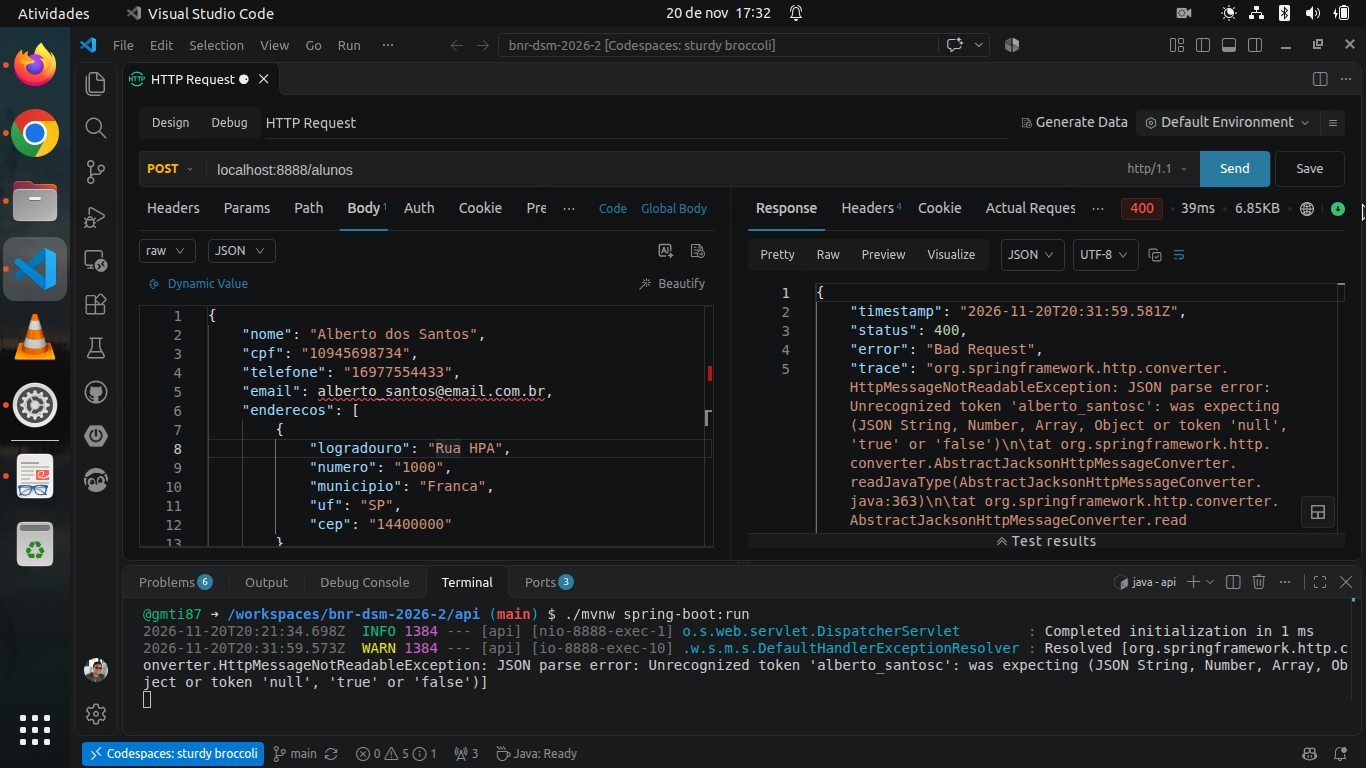 Atividades
Visual Studio Code
20 de nov 17:32
File Edit Selection View Go Run ···
bnr-dsm-2026-2 [Codespaces: sturdy broccoli]
HTTP HTTP Request
Design Debug HTTP Request
Generate Data Default Environment
POST localhost:8888/alunos http/1.1 Send Save
Headers Params Path Body 1 Auth Cookie Pre ··· Code Global Body
raw JSON
Dynamic Value Beautify
1 {
2 "nome": "Alberto dos Santos",
3 "cpf": "10945698734",
4 "telefone": "16977554433",
5 "email": alberto_santos@email.com.br,
6 "enderecos": [
7 {
8 "logradouro": "Rua HPA",
9 "numero": "1000",
10 "municipio": "Franca",
11 "uf": "SP",
12 "cep": "14400000"
13 }
Response Headers 4 Cookie Actual Reques ··· 400 39ms 6.85KB
Pretty Raw Preview Visualize JSON UTF-8
1 {
2 "timestamp": "2026-11-20T20:31:59.581Z",
3 "status": 400,
4 "error": "Bad Request",
5 "trace": "org.springframework.http.converter.
HttpMessageNotReadableException: JSON parse error:
Unrecognized token 'alberto_santosc': was expecting
(JSON String, Number, Array, Object or token 'null',
'true' or 'false')\n\tat org.springframework.http.
converter.AbstractJacksonHttpMessageConverter.
readJavaType(AbstractJacksonHttpMessageConverter.
java:363)\n\tat org.springframework.http.converter.
AbstractJacksonHttpMessageConverter.read
Test results
Problems 6 Output Debug Console Terminal Ports 3
java - api
@gmti87 ➜ /workspaces/bnr-dsm-2026-2/api (main) $ ./mvnw spring-boot:run
2026-11-20T20:21:34.698Z INFO 1384 --- [api] [nio-8888-exec-1] o.s.web.servlet.DispatcherServlet : Completed initialization in 1 ms
2026-11-20T20:31:59.573Z WARN 1384 --- [api] [io-8888-exec-10] .w.s.m.s.DefaultHandlerExceptionResolver : Resolved [org.springframework.http.c
onverter.HttpMessageNotReadableException: JSON parse error: Unrecognized token 'alberto_santosc': was expecting (JSON String, Number, Array, Ob
ject or token 'null', 'true' or 'false')]
Codespaces: sturdy broccoli main 0 5 1 3 Java: Ready